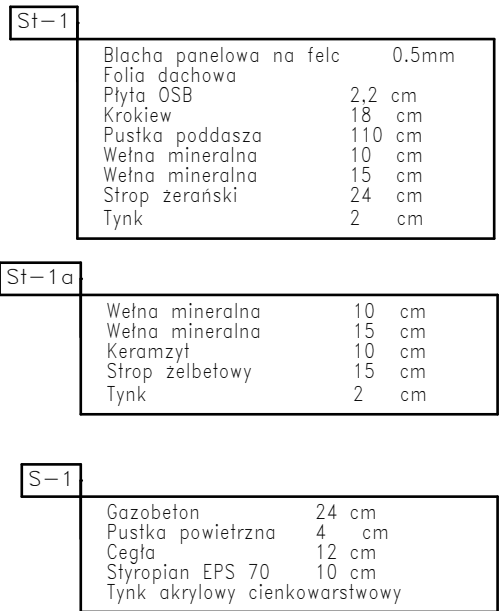 St-1
Blacha panelowa na felc 0.5mm
Folia dachowa
Płyta OSB 2,2 cm
Krokiew 18 cm
Pustka poddasza 110 cm
Wełna mineralna 10 cm
Wełna mineralna 15 cm
Strop żerański 24 cm
Tynk 2 cm
St-1a
Wełna mineralna 10 cm
Wełna mineralna 15 cm
Keramzyt 10 cm
Strop żelbetowy 15 cm
Tynk 2 cm
S-1
Gazobeton 24 cm
Pustka powietrzna 4 cm
Cegła 12 cm
Styropian EPS 70 10 cm
Tynk akrylowy cienkowarstwowy